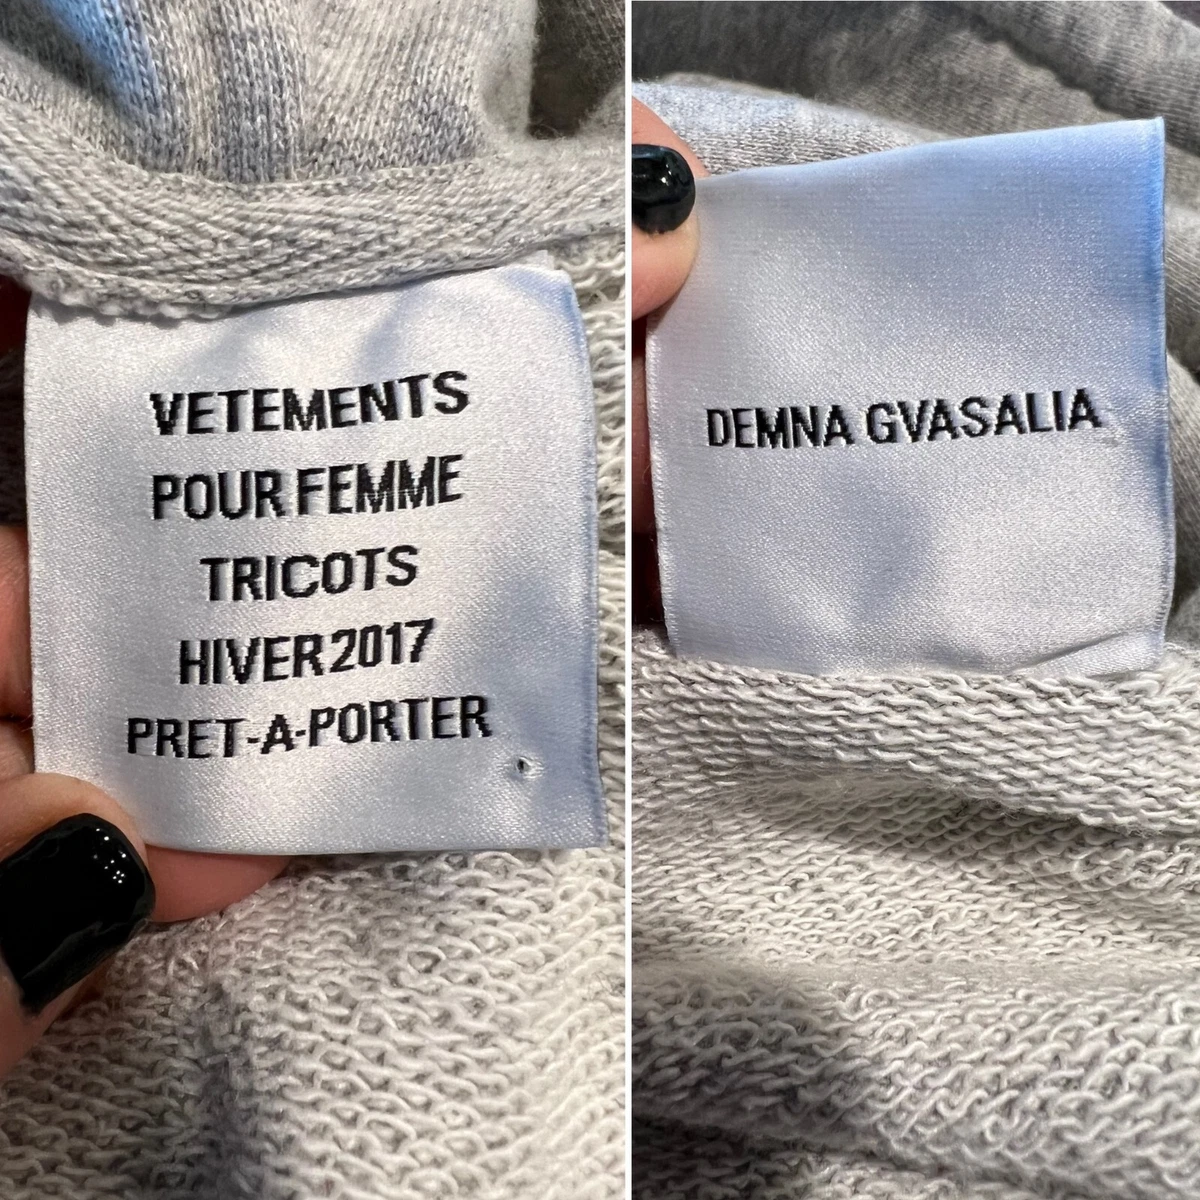 VETEMENTS
POUR FEMME
TRICOTS
HIVER 2017
PRET-A-PORTER
DEMNA GVASALIA